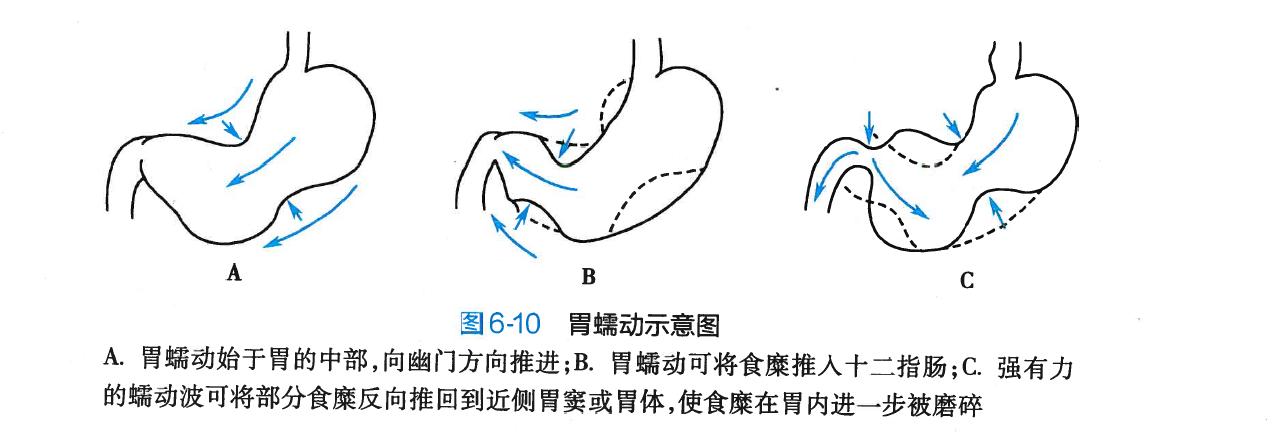 A
B
C
图6-10 胃蠕动示意图
A. 胃蠕动始于胃的中部,向幽门方向推进;B. 胃蠕动可将食糜推入十二指肠;C. 强有力
的蠕动波可将部分食糜反向推回到近侧胃窦或胃体,使食糜在胃内进一步被磨碎